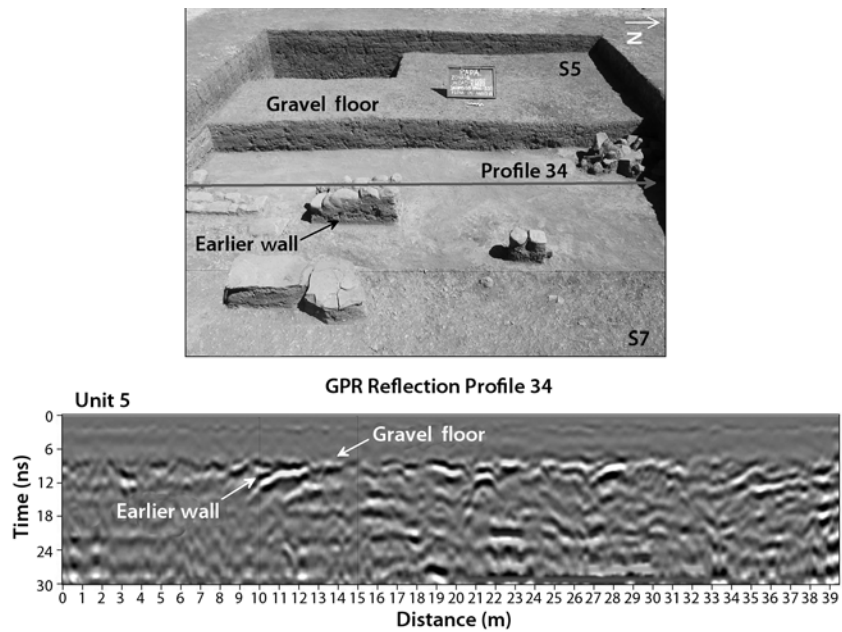 N
S5
Gravel floor
Profile 34
Earlier wall
S7
GPR Reflection Profile 34
Unit 5
Gravel floor
Earlier wall
Time (ns)
0
6
12
18
24
30
0 1 2 3 4 5 6 7 8 9 10 11 12 13 14 15 16 17 18 19 20 21 22 23 24 25 26 27 28 29 30 31 32 33 34 35 36 37 38 39
Distance (m)